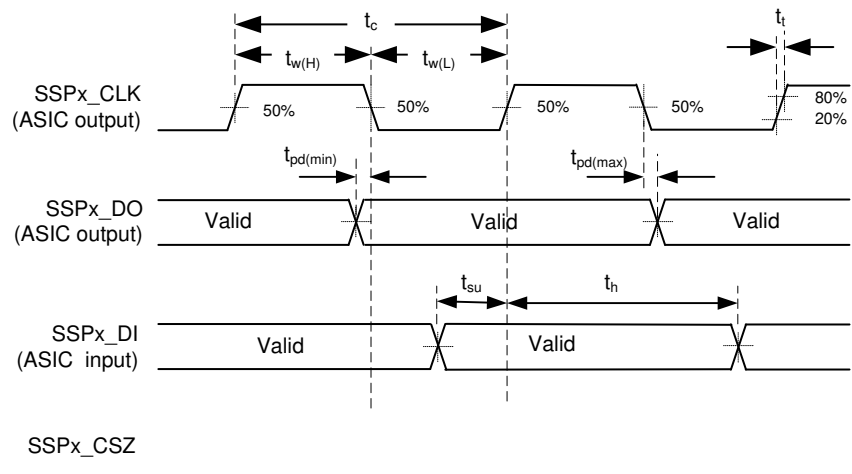 t_c
t_t
t_w(H) t_w(L)
SSPx_CLK
(ASIC output)
50% 50% 50% 50% 80%
20%
t_pd(min) t_pd(max)
SSPx_DO
(ASIC output)
Valid Valid Valid
t_su t_h
SSPx_DI
(ASIC input)
Valid Valid
SSPx_CSZ